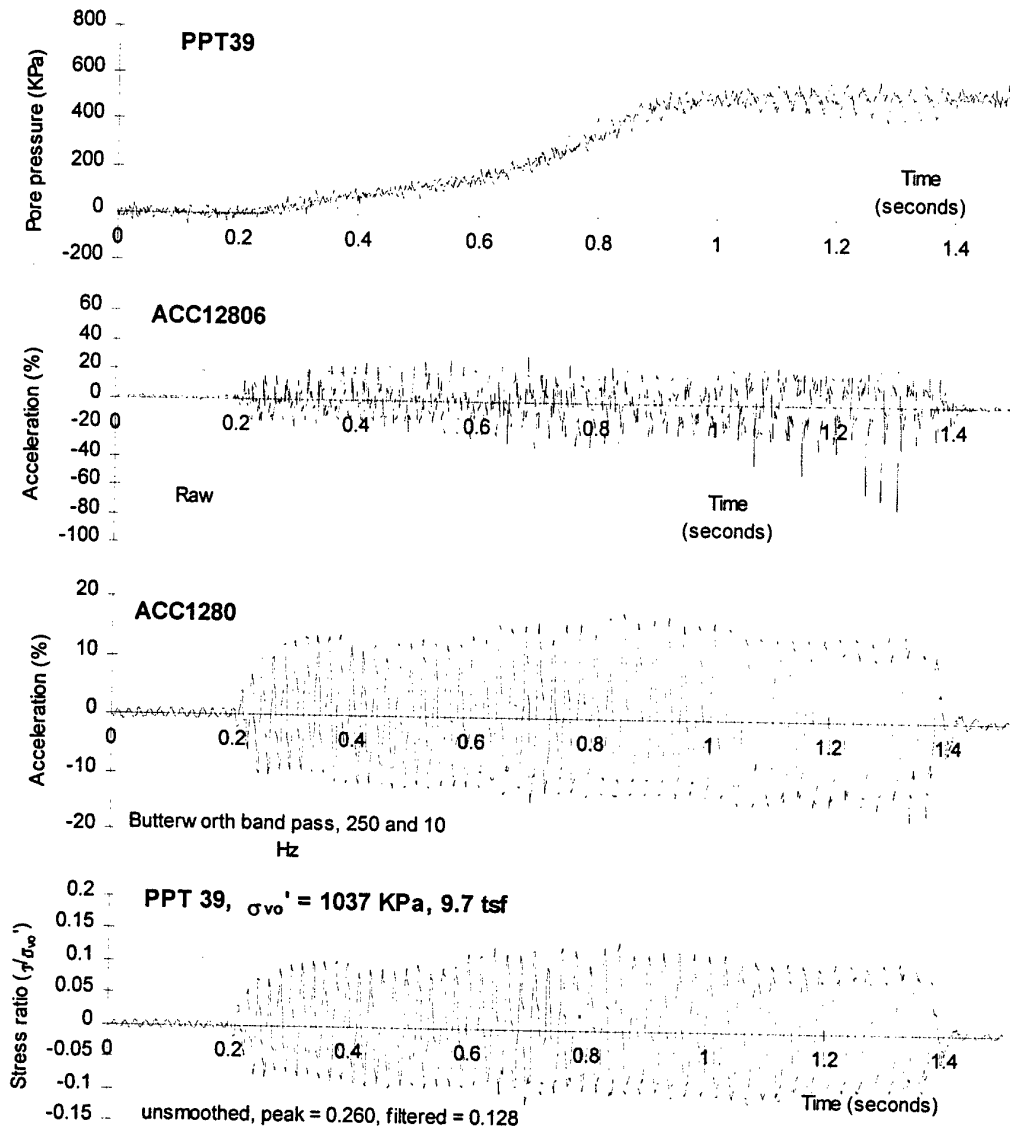 PPT39
Pore pressure (KPa)
800
600
400
200
0
-200
0 0.2 0.4 0.6 0.8 1 1.2 1.4
Time
(seconds)
ACC12806
Acceleration (%)
60
40
20
0
-20
-40
-60
-80
-100
0 0.2 0.4 0.6 0.8 1 1.2 1.4
Raw
Time
(seconds)
ACC1280
Acceleration (%)
20
10
0
-10
-20
0 0.2 0.4 0.6 0.8 1 1.2 1.4
Butterworth band pass, 250 and 10
Hz
PPT 39, σvo' = 1037 KPa, 9.7 tsf
Stress ratio (τ/σvo')
0.2
0.15
0.1
0.05
0
-0.05
-0.1
-0.15
0 0.2 0.4 0.6 0.8 1 1.2 1.4
Time (seconds)
unsmoothed, peak = 0.260, filtered = 0.128